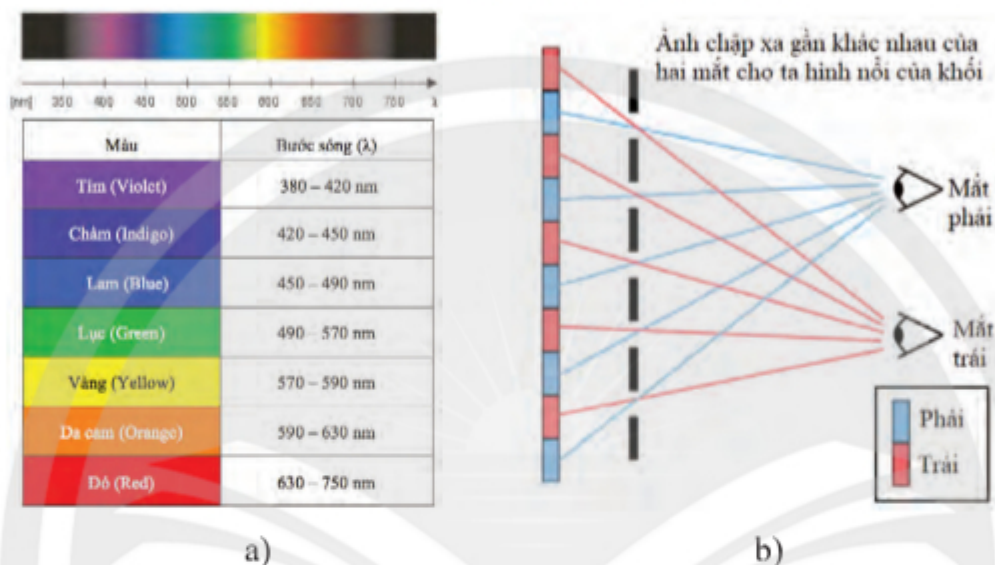 [nm] 350 400 450 500 550 600 650 700 750 λ
Màu Bước sóng (λ)
Tím (Violet) 380 – 420 nm
Chàm (Indigo) 420 – 450 nm
Lam (Blue) 450 – 490 nm
Lục (Green) 490 – 570 nm
Vàng (Yellow) 570 – 590 nm
Da cam (Orange) 590 – 630 nm
Đỏ (Red) 630 – 750 nm
a)
Ảnh chập xa gần khác nhau của
hai mắt cho ta hình nổi của khối
Mắt
phải
Mắt
trái
Phải
Trái
b)